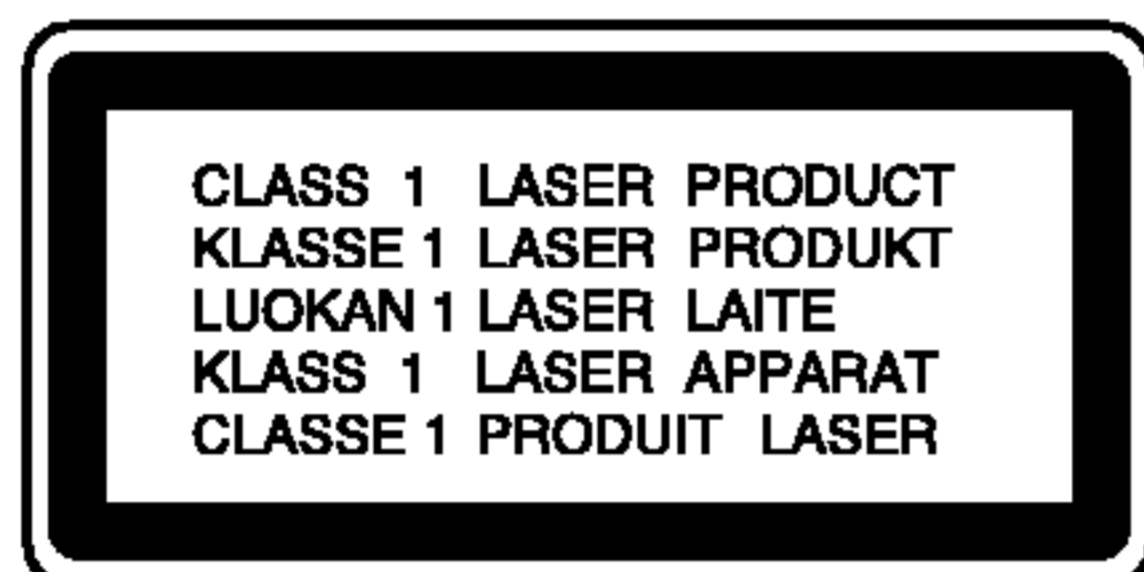 CLASS 1 LASER PRODUCT
KLASSE 1 LASER PRODUKT
LUOKAN 1 LASER LAITE
KLASS 1 LASER APPARAT
CLASSE 1 PRODUIT LASER